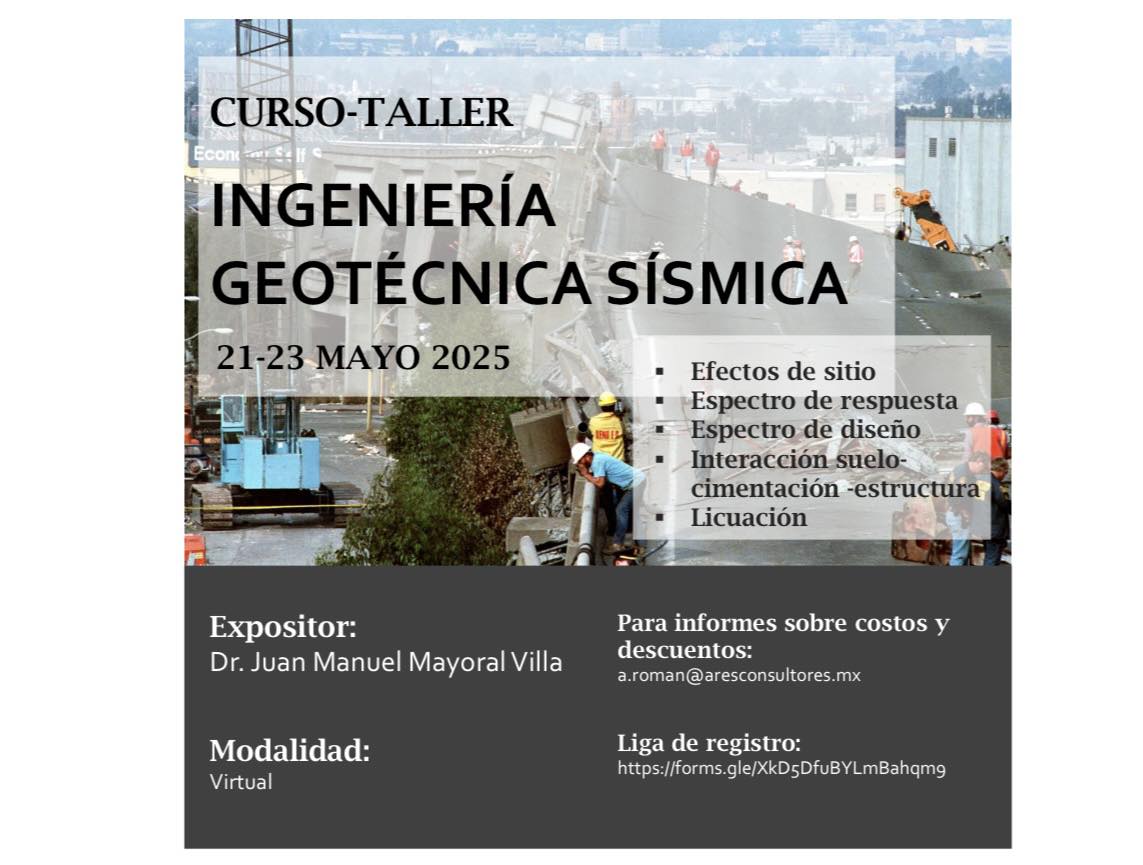 CURSO-TALLER
INGENIERÍA
GEOTÉCNICA SÍSMICA
21-23 MAYO 2025
▪ Efectos de sitio
▪ Espectro de respuesta
▪ Espectro de diseño
▪ Interacción suelo-
cimentación -estructura
▪ Licuación
Expositor:
Dr. Juan Manuel Mayoral Villa
Modalidad:
Virtual
Para informes sobre costos y
descuentos:
a.roman@aresconsultores.mx
Liga de registro:
https://forms.gle/XkD5DfuBYLmBahqm9